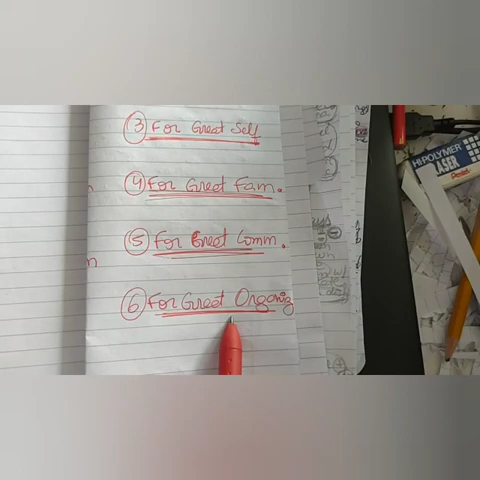 ③ For Great Self
④ For Great Fam.
⑤ For Great Comm.
⑥ For Great Organiz
n
n
HI-POLYMER
ERASER
Pentel